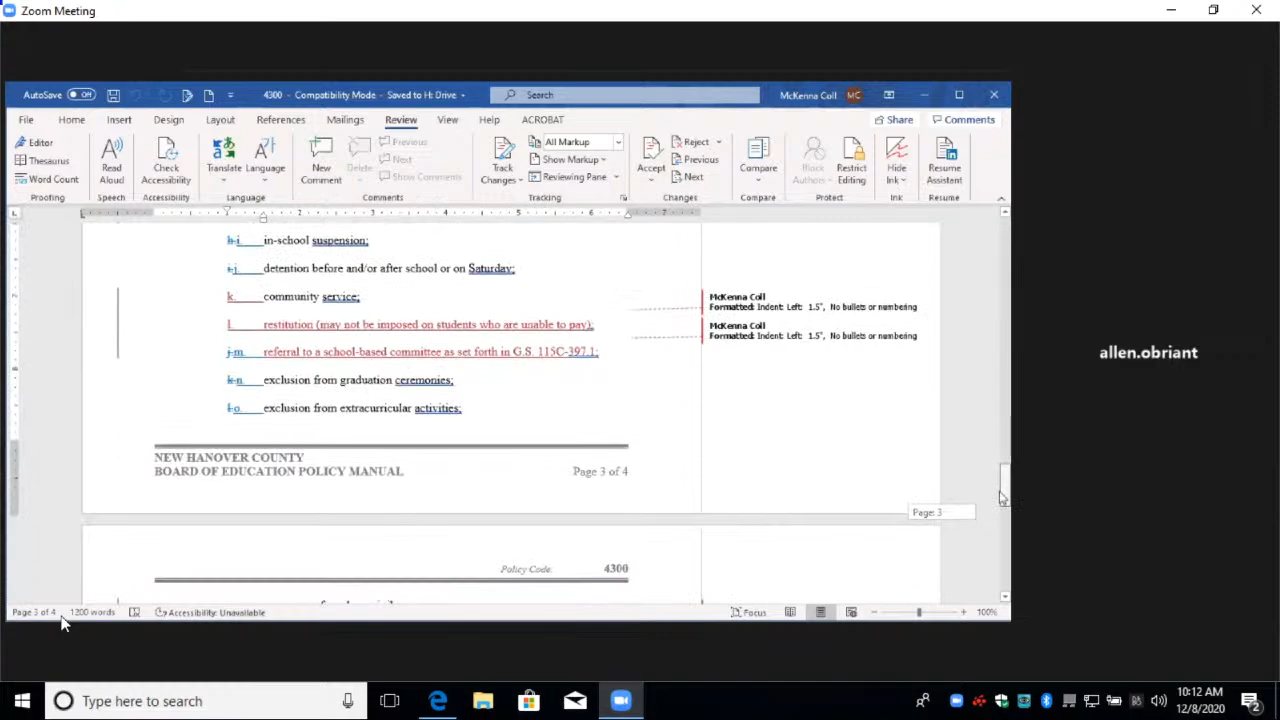 Zoom Meeting
AutoSave Off 4300 - Compatibility Mode - Saved to H: Drive Search McKenna Coll MC
File Home Insert Design Layout References Mailings Review View Help ACROBAT Share Comments
Editor
Thesaurus
Word Count
Proofing
Read Aloud
Speech
Check Accessibility
Accessibility
Translate Language
Language
New Comment
Delete
Previous
Next
Show Comments
Comments
Track Changes
All Markup
Show Markup
Reviewing Pane
Tracking
Accept
Reject
Previous
Next
Changes
Compare
Compare
Block Authors
Restrict Editing
Protect
Hide Ink
Ink
Resume Assistant
Resume
1 2 3 4 5 6 7
h.i. in-school suspension;
i.j. detention before and/or after school or on Saturday;
k. community service;
l. restitution (may not be imposed on students who are unable to pay);
j.m. referral to a school-based committee as set forth in G.S. 115C-397.1;
k.n. exclusion from graduation ceremonies;
l.o. exclusion from extracurricular activities;
McKenna Coll
Formatted: Indent: Left: 1.5", No bullets or numbering
McKenna Coll
Formatted: Indent: Left: 1.5", No bullets or numbering
NEW HANOVER COUNTY
BOARD OF EDUCATION POLICY MANUAL Page 3 of 4
Page: 3
Policy Code: 4300
Page 3 of 4 1200 words Accessibility: Unavailable Focus 100%
allen.obriant
Type here to search
10:12 AM
12/8/2020
2